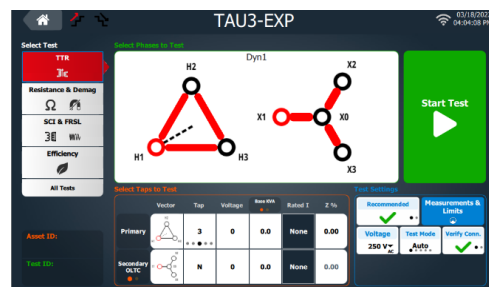 TAU3-EXP
03/18/202
04:04:08 PM
Select Test
TTR
Resistance & Demag
Ω
SCI & FRSL
Efficiency
All Tests
Asset ID:
Test ID:
Select Phases to Test
Dyn1
H2
H1
H3
X2
X1
X0
X3
Start Test
Select Taps to Test
Vector Tap Voltage Base KVA Rated I Z %
Primary 3 0 0.0 None 0.00
Secondary OLTC N 0 0.0 None 0.00
Test Settings
Recommended
Measurements & Limits
Voltage
250 V
AC
Test Mode
Auto
Verify Conn.